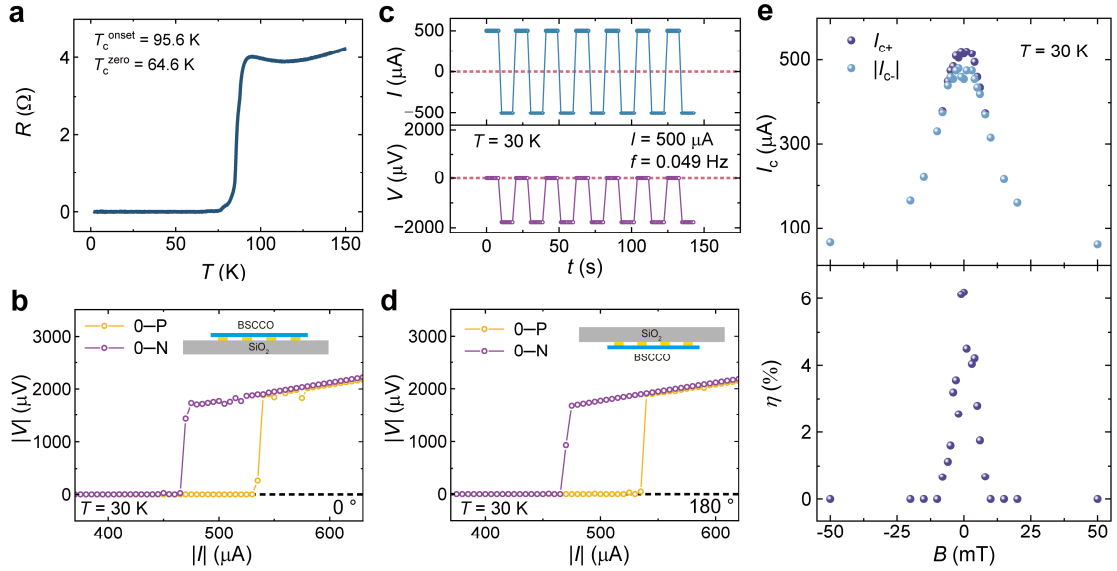 a
T_c^onset = 95.6 K
T_c^zero = 64.6 K
4
2
0
R (Ω)
0
50
100
150
T (K)
b
0–P
0–N
BSCCO
SiO₂
3000
2000
1000
0
|V| (μV)
T = 30 K
0 °
400
500
600
|I| (μA)
c
500
0
−500
I (μA)
2000
0
−2000
V (μV)
T = 30 K
I = 500 μA
f = 0.049 Hz
0
50
100
150
t (s)
d
0–P
0–N
SiO₂
BSCCO
3000
2000
1000
0
|V| (μV)
T = 30 K
180 °
400
500
600
|I| (μA)
e
I_c+
|I_c-|
T = 30 K
500
300
100
I_c (μA)
6
4
2
0
η (%)
-50
-25
0
25
50
B (mT)